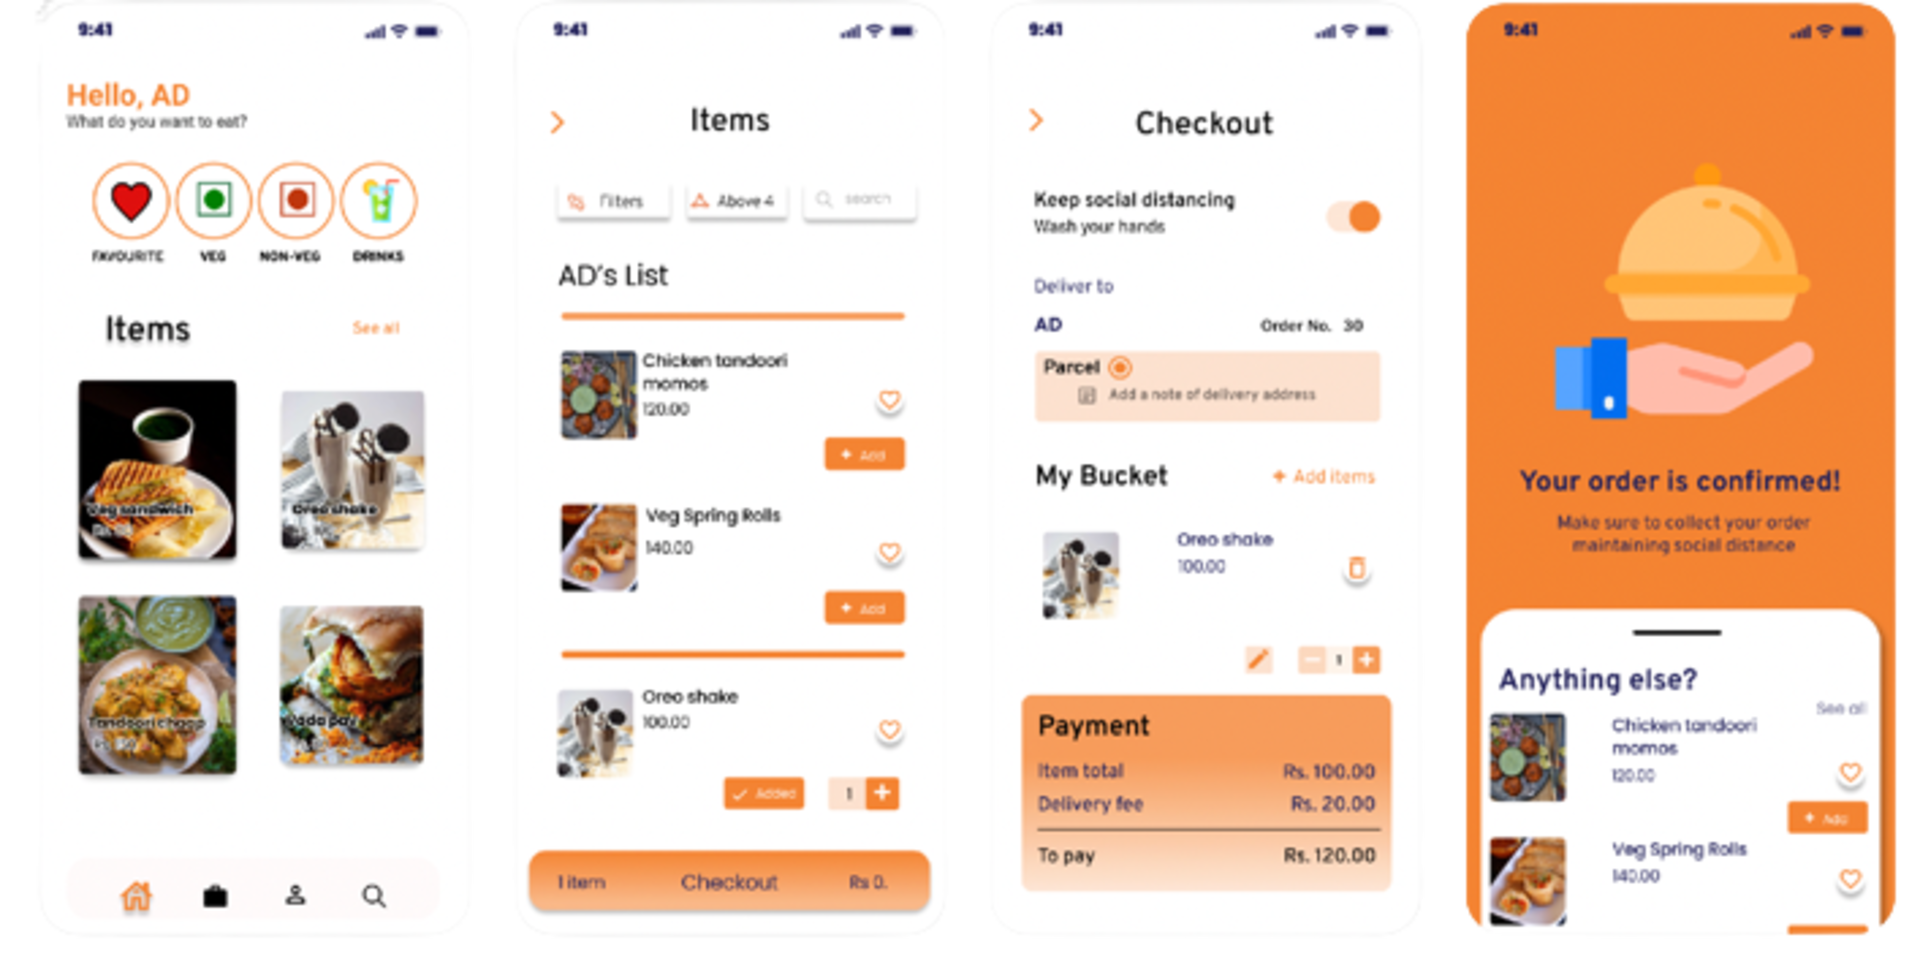 9:41
Hello, AD
What do you want to eat?
FAVOURITE
VEG
NON-VEG
DRINKS
Items
See all
Veg sandwich
Oreo shake
Tandoori chaap
Vada pav
9:41
Items
Filters
Above 4
search
AD's List
Chicken tandoori
momos
120.00
+ Add
Veg Spring Rolls
140.00
+ Add
Oreo shake
100.00
Added
1 +
1 item Checkout Rs 0.
9:41
Checkout
Keep social distancing
Wash your hands
Deliver to
AD Order No. 30
Parcel
Add a note of delivery address
My Bucket + Add items
Oreo shake
100.00
- 1 +
Payment
Item total Rs. 100.00
Delivery fee Rs. 20.00
To pay Rs. 120.00
9:41
Your order is confirmed!
Make sure to collect your order
maintaining social distance
Anything else?
See all
Chicken tandoori
momos
120.00
+ Add
Veg Spring Rolls
140.00